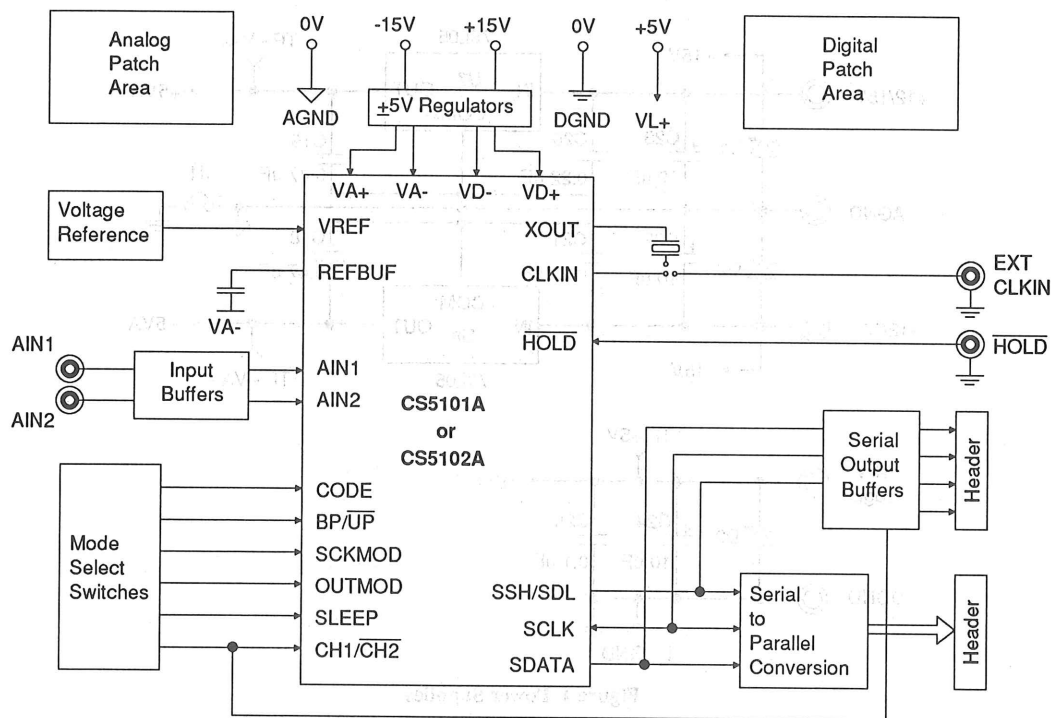 Analog
Patch
Area
0V
-15V
+15V
0V
+5V
Digital
Patch
Area
AGND
±5V Regulators
DGND
VL+
VA+
VA-
VD-
VD+
Voltage
Reference
VREF
XOUT
REFBUF
CLKIN
EXT
CLKIN
VA-
HOLD
HOLD
AIN1
AIN2
Input
Buffers
AIN1
AIN2
CS5101A
or
CS5102A
Serial
Output
Buffers
Header
Mode
Select
Switches
CODE
BP/UP
SCKMOD
OUTMOD
SLEEP
CH1/CH2
SSH/SDL
SCLK
SDATA
Serial
to
Parallel
Conversion
Header